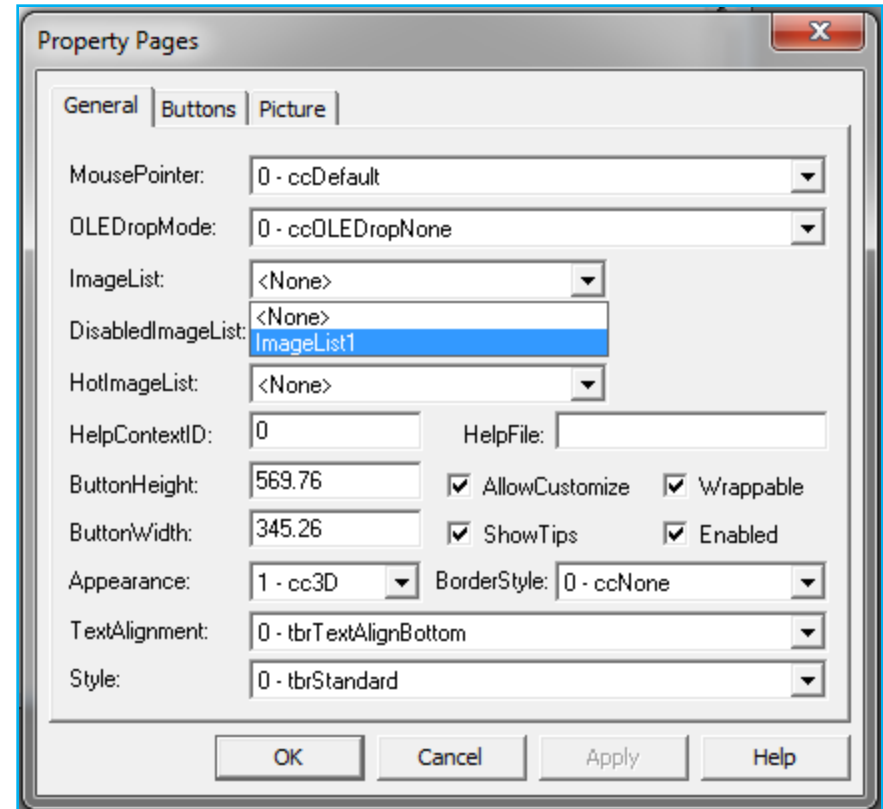 Property Pages
General Buttons Picture
MousePointer: 0 - ccDefault
OLEDropMode: 0 - ccOLEDropNone
ImageList: <None>
<None>
DisabledImageList: ImageList1
HotImageList: <None>
HelpContextID: 0 HelpFile:
ButtonHeight: 569.76 AllowCustomize Wrappable
ButtonWidth: 345.26 ShowTips Enabled
Appearance: 1 - cc3D BorderStyle: 0 - ccNone
TextAlignment: 0 - tbrTextAlignBottom
Style: 0 - tbrStandard
OK Cancel Apply Help